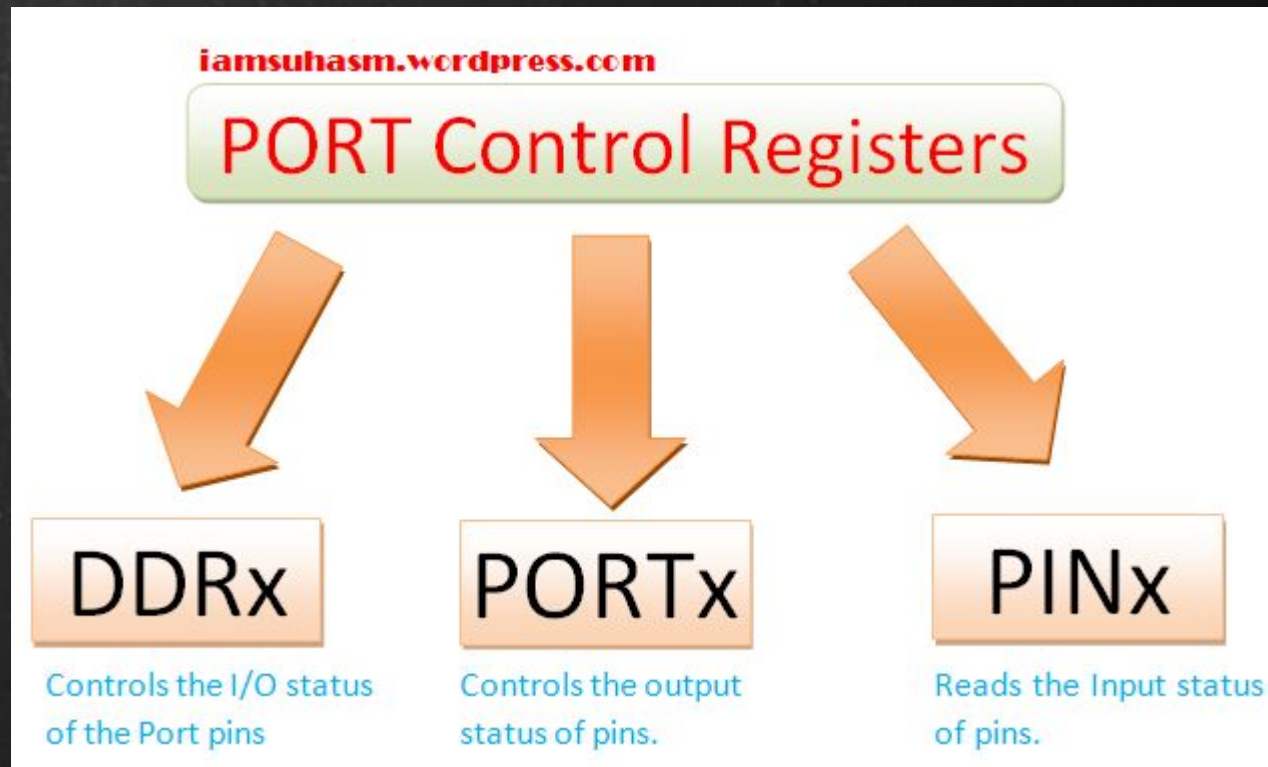 iamsuhasm.wordpress.com
PORT Control Registers
DDRx
Controls the I/O status
of the Port pins
PORTx
Controls the output
status of pins.
PINx
Reads the Input status
of pins.